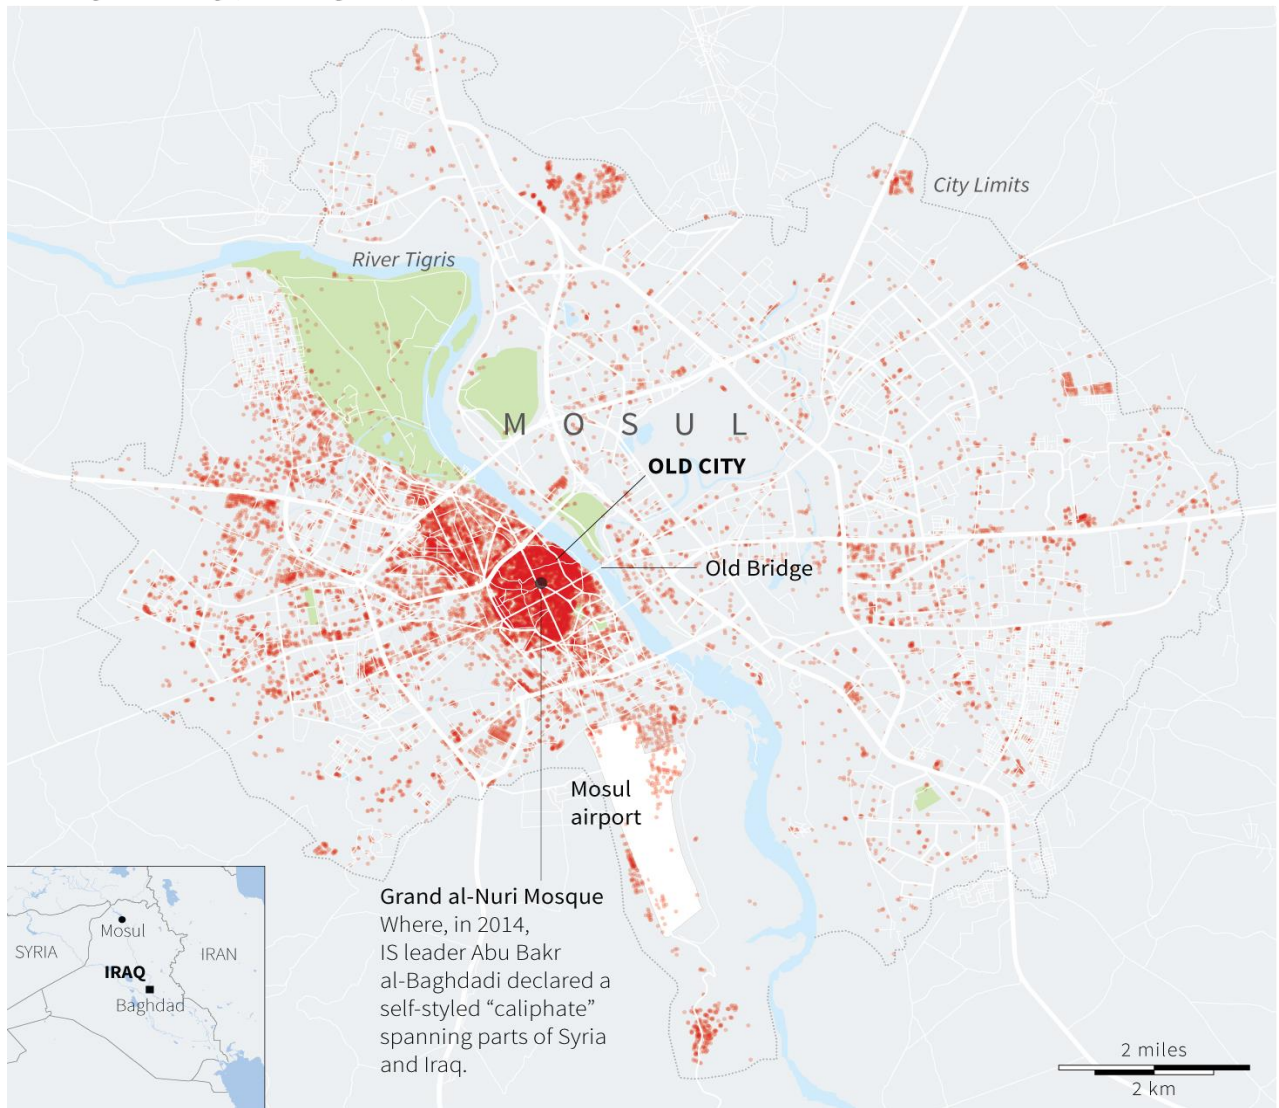 City Limits
River Tigris
MOSUL
OLD CITY
Old Bridge
Mosul
airport
Grand al-Nuri Mosque
Where, in 2014,
IS leader Abu Bakr
al-Baghdadi declared a
self-styled “caliphate”
spanning parts of Syria
and Iraq.
Mosul
SYRIA
IRAN
IRAQ
Baghdad
2 miles
2 km